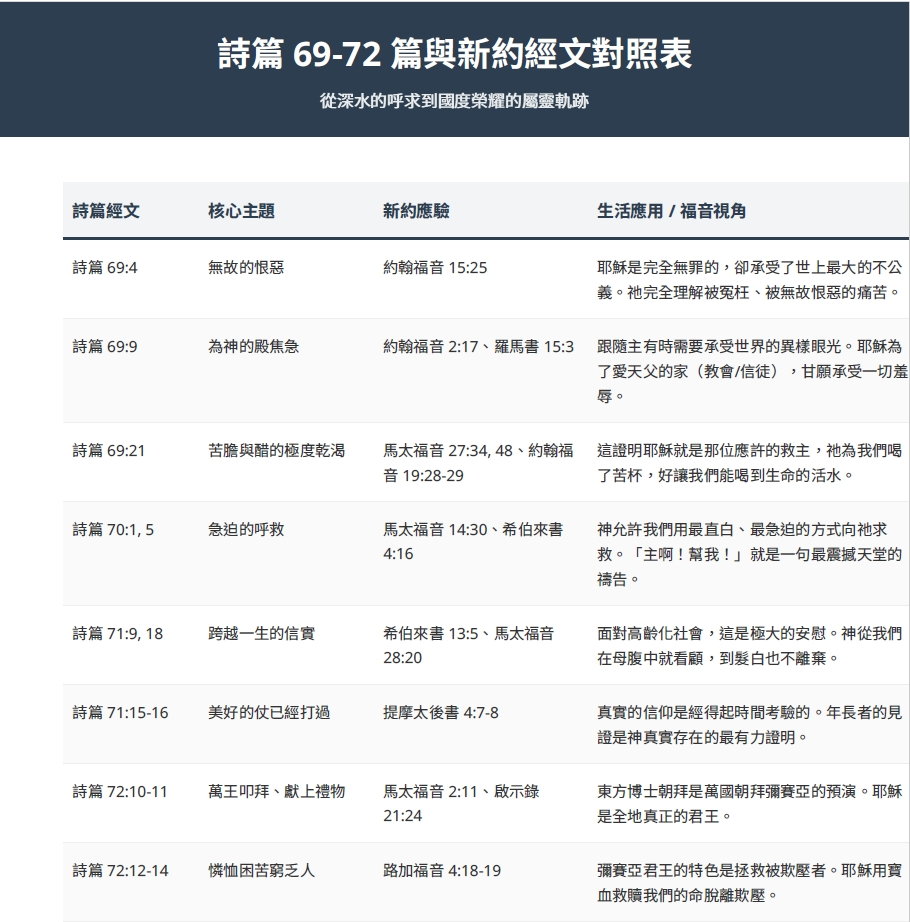 詩篇 69-72 篇與新約經文對照表
從深水的呼求到國度榮耀的屬靈軌跡
詩篇經文 核心主題 新約應驗 生活應用 / 福音視角
詩篇 69:4 無故的恨惡 約翰福音 15:25 耶穌是完全無罪的，卻承受了世上最大的不公
義。祂完全理解被冤枉、被無故恨惡的痛苦。
詩篇 69:9 為神的殿焦急 約翰福音 2:17、羅馬書 15:3 跟隨主有時需要承受世界的異樣眼光。耶穌為
了愛天父的家（教會/信徒），甘願承受一切羞
辱。
詩篇 69:21 苦膽與醋的極度乾渴 馬太福音 27:34, 48、約翰福 這證明耶穌就是那位應許的救主，祂為我們喝
音 19:28-29 了苦杯，好讓我們能喝到生命的活水。
詩篇 70:1, 5 急迫的呼救 馬太福音 14:30、希伯來書 神允許我們用最直白、最急迫的方式向祂求
4:16 救。「主啊！幫我！」就是一句最震撼天堂的
禱告。
詩篇 71:9, 18 跨越一生的信實 希伯來書 13:5、馬太福音 面對高齡化社會，這是極大的安慰。神從我們
28:20 在母腹中就看顧，到髮白也不離棄。
詩篇 71:15-16 美好的仗已經打過 提摩太後書 4:7-8 真實的信仰是經得起時間考驗的。年長者的見
證是神真實存在的最有力證明。
詩篇 72:10-11 萬王叩拜、獻上禮物 馬太福音 2:11、啟示錄 東方博士朝拜是萬國朝拜彌賽亞的預演。耶穌
21:24 是全地真正的君王。
詩篇 72:12-14 憐恤困苦窮乏人 路加福音 4:18-19 彌賽亞君王的特色是拯救被欺壓者。耶穌用寶
血救贖我們的命脫離欺壓。